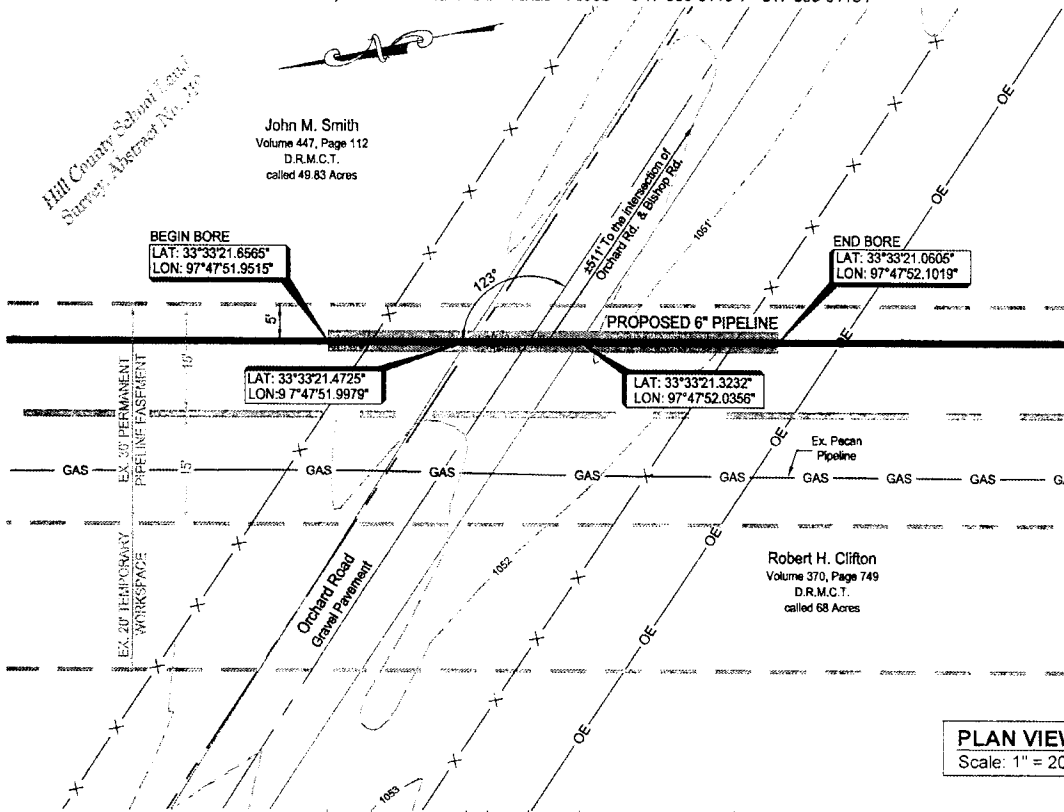 Hill County School Land
Survey, Abstract No.
John M. Smith
Volume 447, Page 112
D.R.M.C.T.
called 49.83 Acres
±511' To the intersection of
Orchard Rd. & Bishop Rd.
OE
1051'
BEGIN BORE
LAT: 33°33'21.6565"
LON: 97°47'51.9515"
END BORE
LAT: 33°33'21.0605"
LON: 97°47'52.1019"
OE
123°
5'
PROPOSED 6" PIPELINE
OE
LAT: 33°33'21.4725"
LON:9 7°47'51.9979"
LAT: 33°33'21.3232"
LON: 97°47'52.0356"
EX. 30' PERMANENT
PIPELINE EASEMENT
15'
OE
Ex. Pecan
Pipeline
GAS
GAS
GAS
GAS
GAS
GAS
GAS
GAS
OE
EX. 20' TEMPORARY
WORKSPACE
Orchard Road
Gravel Pavement
1052
Robert H. Clifton
Volume 370, Page 749
D.R.M.C.T.
called 68 Acres
OE
OE
1053
PLAN VIEW
Scale: 1" = 20